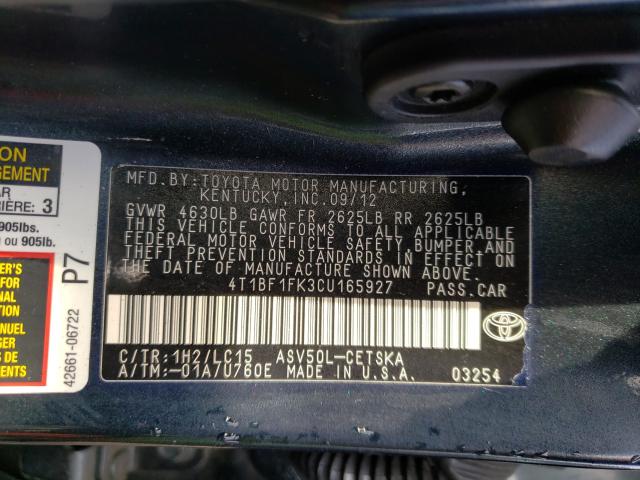 ON
GEMENT
AR
RIÈRE: 3
905lbs.
ou 905lb.
P7
42661-06722
MFD.BY:TOYOTA MOTOR MANUFACTURING,
KENTUCKY,INC.09/12
GVWR 4630LB GAWR FR 2625LB RR 2625LB
THIS VEHICLE CONFORMS TO ALL APPLICABLE
FEDERAL MOTOR VEHICLE SAFETY,BUMPER,AND
THEFT PREVENTION STANDARDS IN EFFECT ON
THE DATE OF MANUFACTURE SHOWN ABOVE.
4T1BF1FK3CU165927 PASS.CAR
C/TR:1H2/LC15 ASV50L-CETSKA
A/TM:-01A7U760E MADE IN U.S.A. 03254